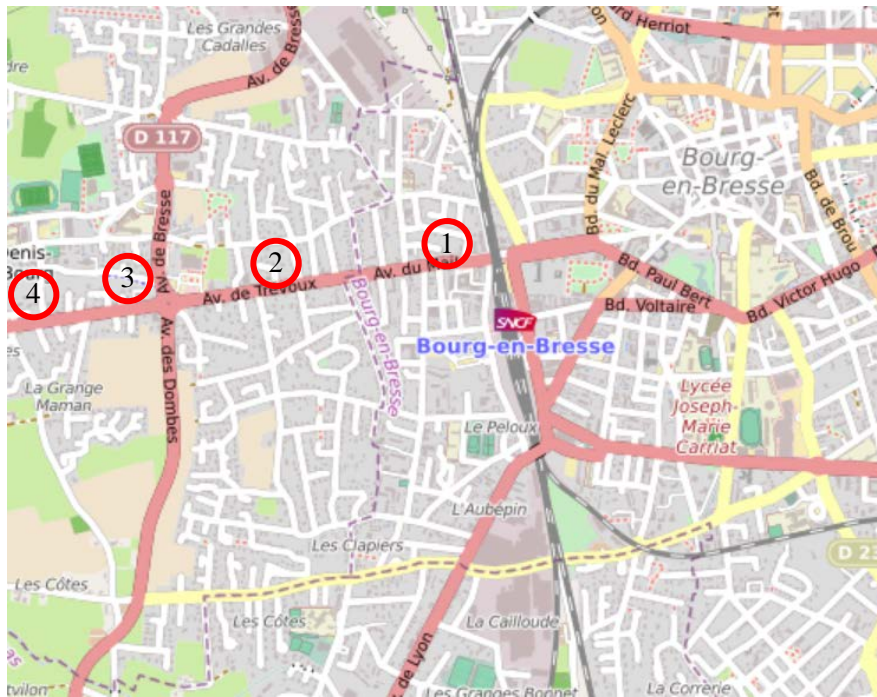 Les Grandes
Cadalles
Av. de Bresse
Herriot
D 117
Bd. du Mal. Leclerc
Bourg-
en-Bresse
Bd. de Brou
Av. de Bresse
1
2
3
4
Denis-
Bourg
Av. du Mail
Av. de Trévoux
Bourg-en-Bresse
Bd. Paul Bert
Bd. Voltaire
Bd. Victor Hugo
SNCF
Bourg-en-Bresse
Av. des Dombes
La Grange
Maman
Lycée
Joseph-
Marie
Carriat
Le Peloux
L'Aubépin
Les Clapiers
D 23
Les Côtes
Les Côtes
La Cailloude
de Lyon
La Correrie
Les Granges Bonnet